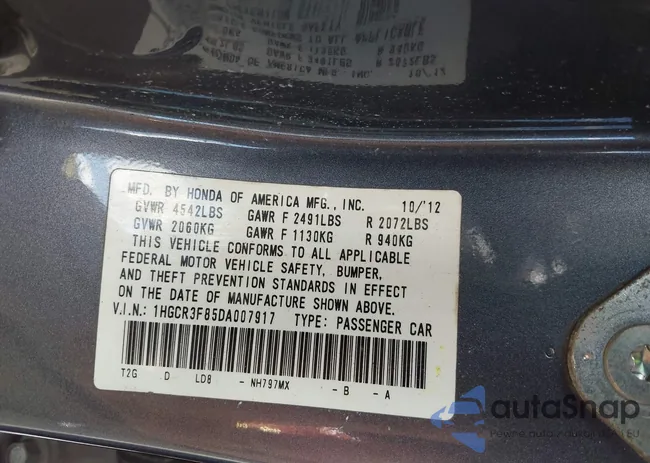 MFD. BY HONDA OF AMERICA MFG., INC. 10/'12
GVWR 4542LBS GAWR F 2491LBS R 2072LBS
GVWR 2060KG GAWR F 1130KG R 940KG
THIS VEHICLE CONFORMS TO ALL APPLICABLE
FEDERAL MOTOR VEHICLE SAFETY, BUMPER,
AND THEFT PREVENTION STANDARDS IN EFFECT
ON THE DATE OF MANUFACTURE SHOWN ABOVE.
V.I.N.: 1HGCR3F85DA007917 TYPE: PASSENGER CAR
T2G D LD8 - NH797MX - B - A
autoSnap
Pewne auta